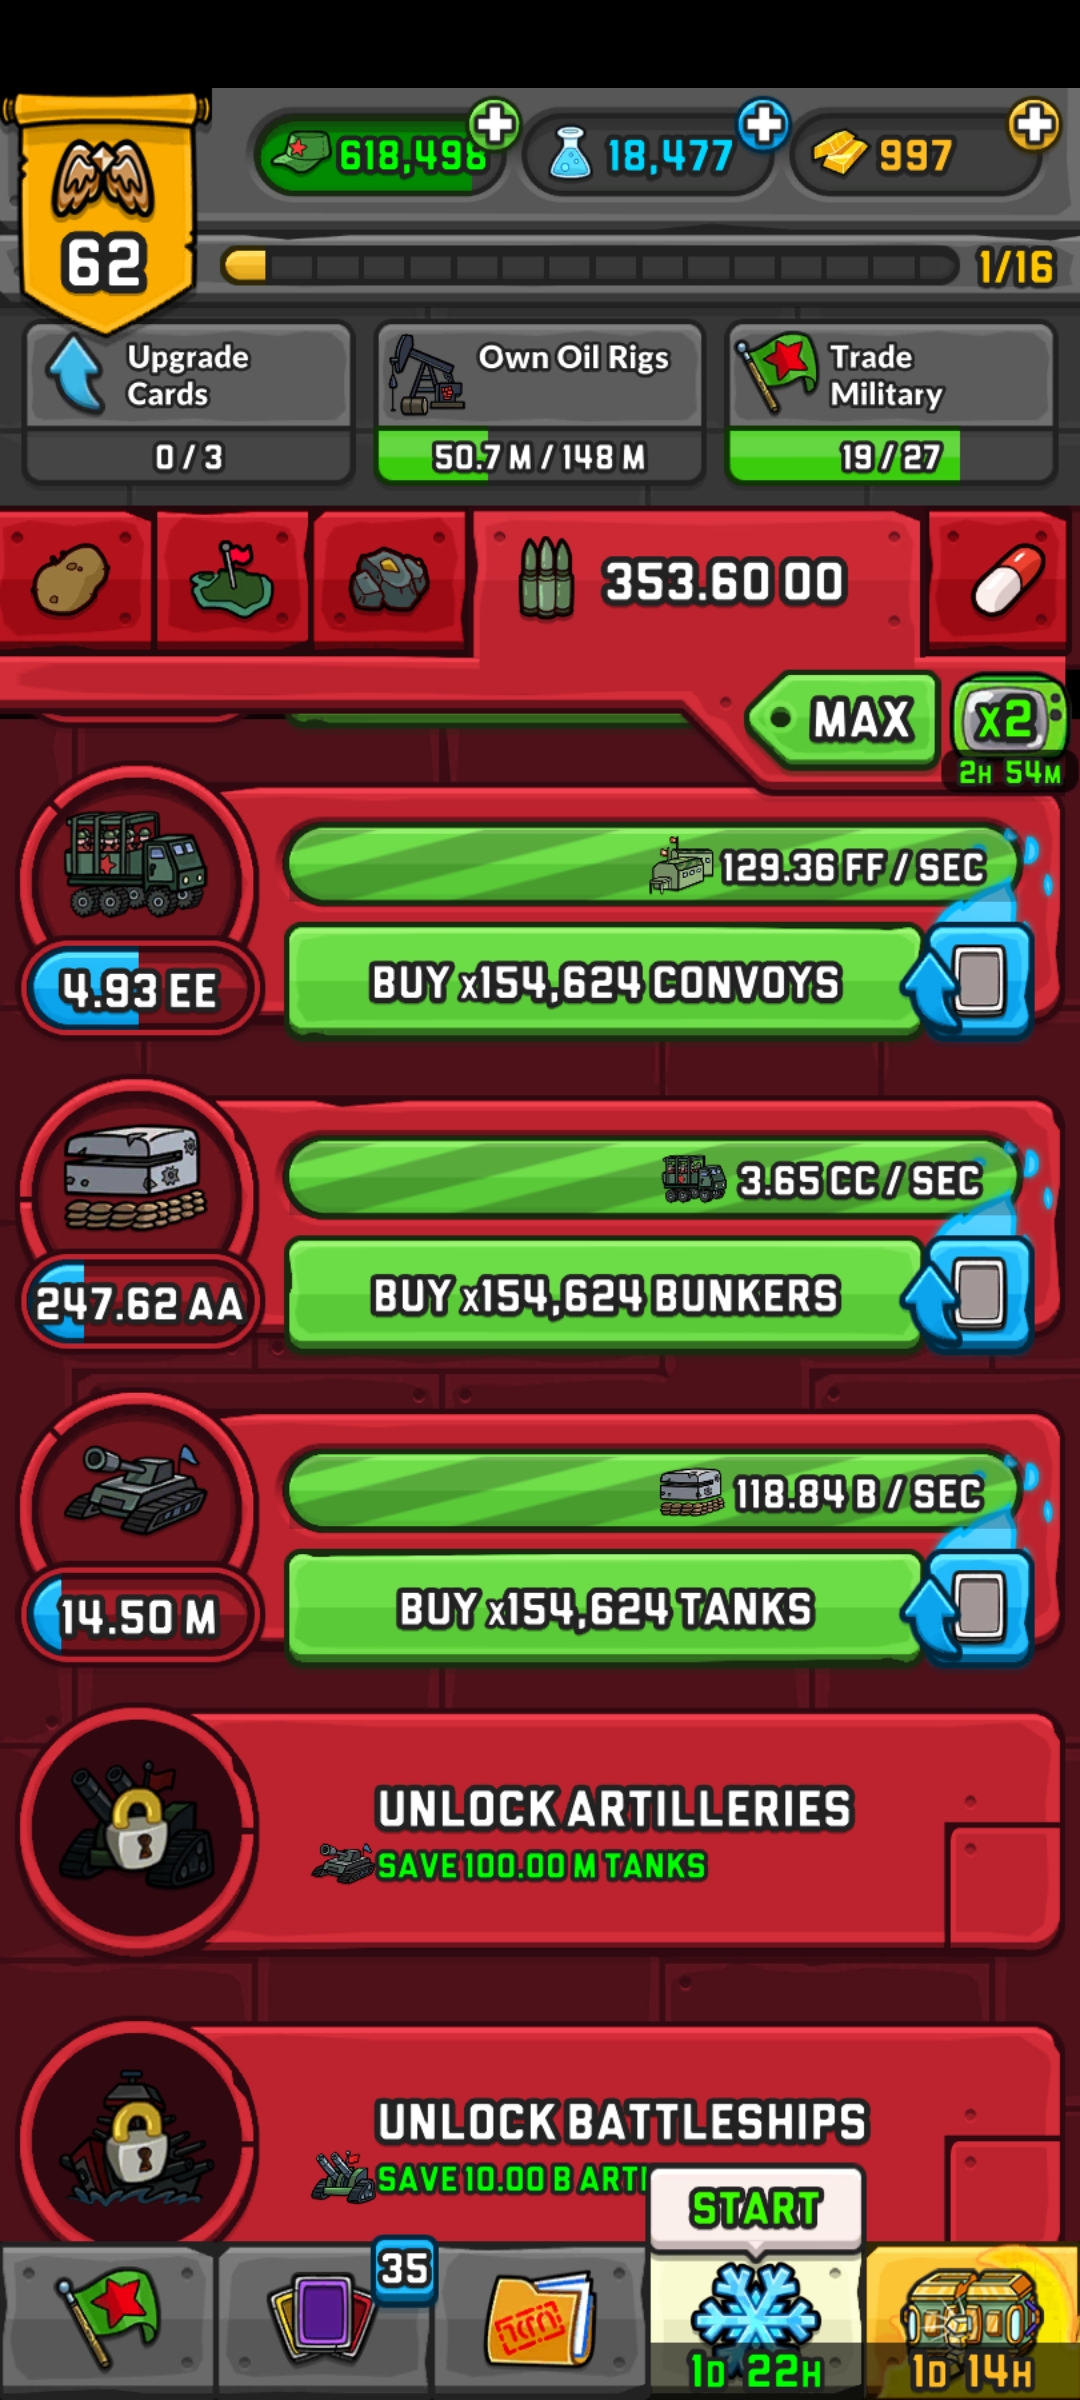 618,498
18,477
997
62
1/16
Upgrade
Cards
0 / 3
Own Oil Rigs
50.7 M / 148 M
Trade
Military
19 / 27
353.60 OO
MAX
x2
2H 54M
129.36 FF / SEC
4.93 EE
BUY x154,624 CONVOYS
3.65 CC / SEC
247.62 AA
BUY x154,624 BUNKERS
118.84 B / SEC
14.50 M
BUY x154,624 TANKS
UNLOCK ARTILLERIES
SAVE 100.00 M TANKS
UNLOCK BATTLESHIPS
SAVE 10.00 B ARTI
START
35
1D 22H
1D 14H